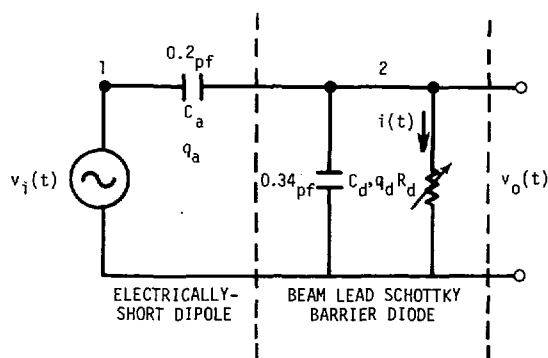 0.2pf
1
2
C_a
q_a
i(t)
v_i(t)
0.34pf
C_d, q_d
R_d
v_o(t)
ELECTRICALLY-
SHORT DIPOLE
BEAM LEAD SCHOTTKY
BARRIER DIODE